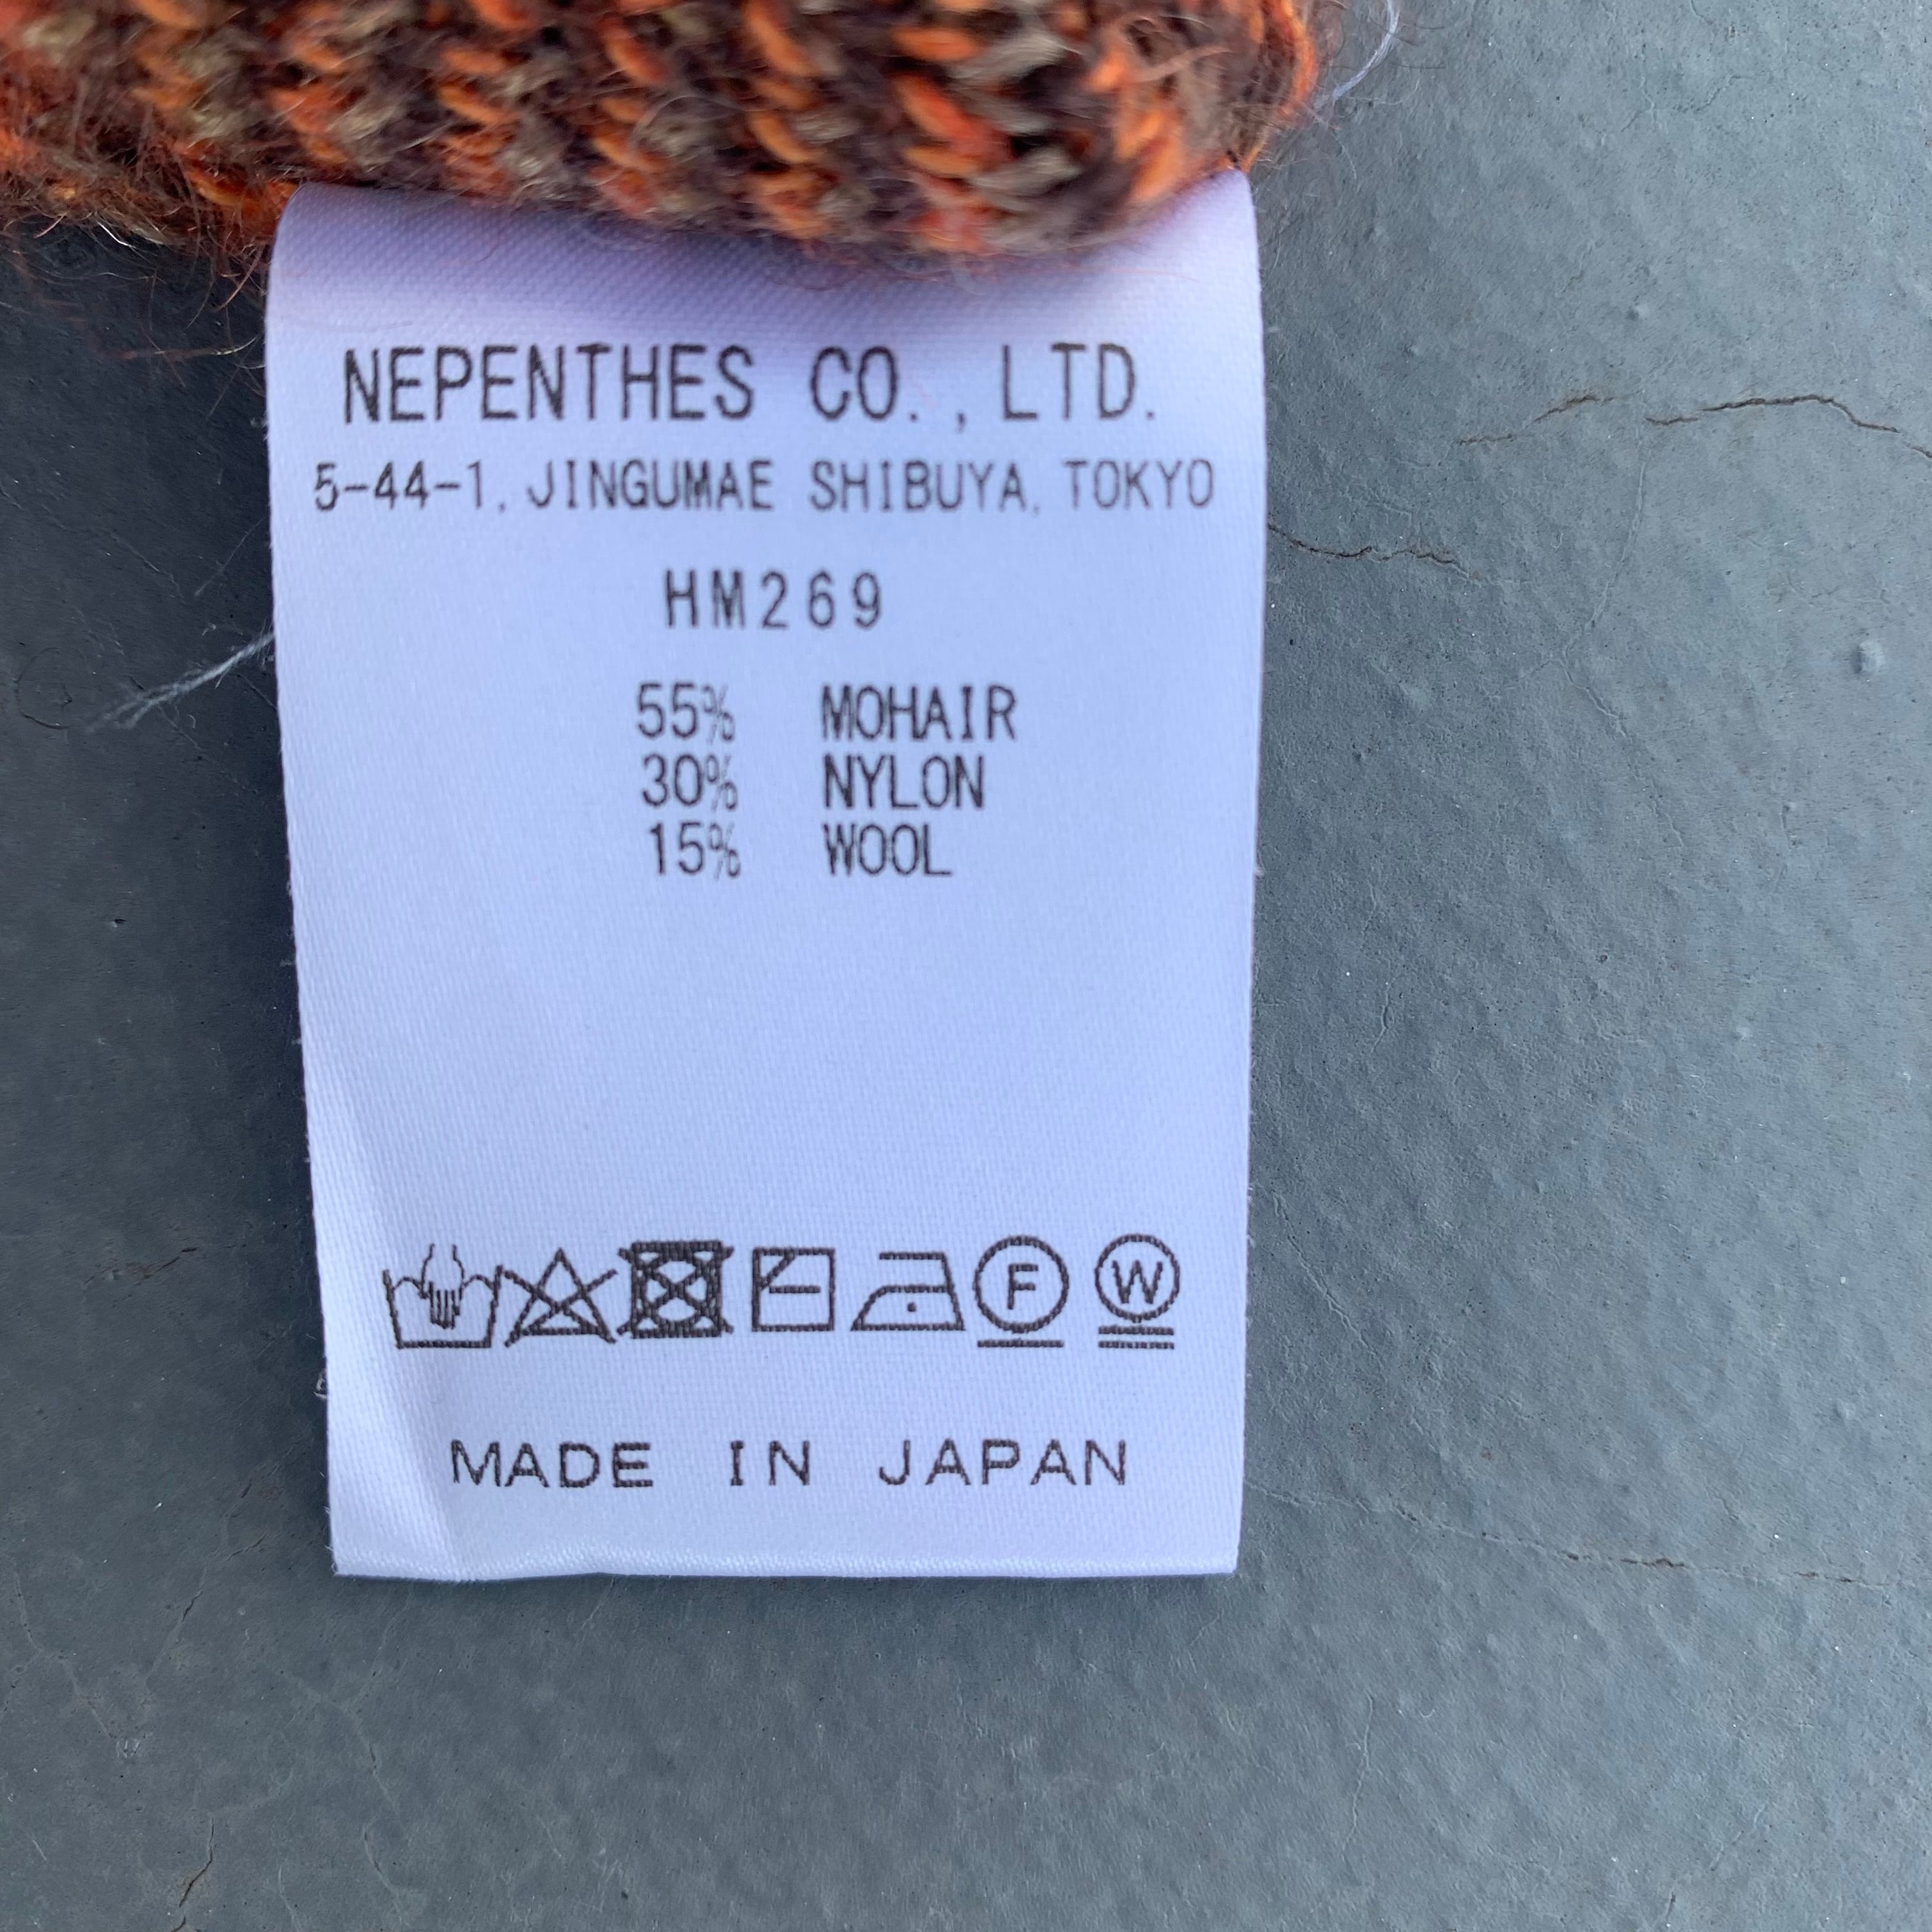 NEPENTHES CO., LTD.
5-44-1, JINGUMAE SHIBUYA, TOKYO
HM269
55% MOHAIR
30% NYLON
15% WOOL
F W
MADE IN JAPAN